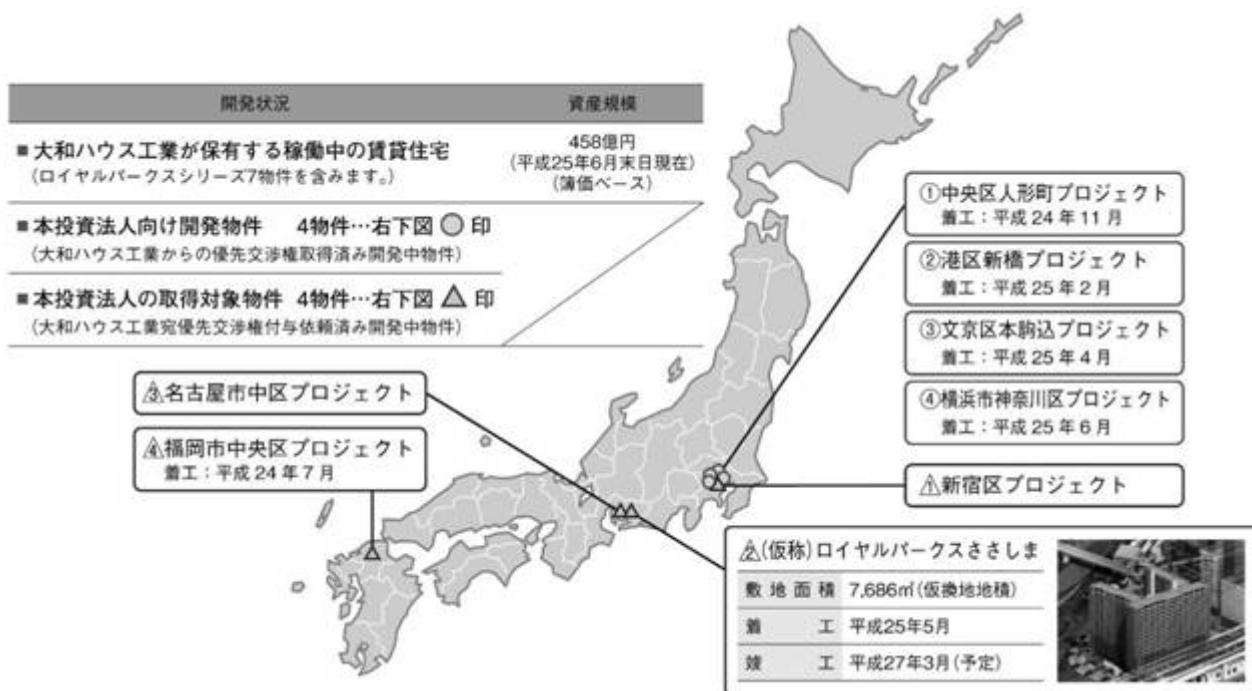 開発状況 資産規模
■大和ハウス工業が保有する稼働中の賃貸住宅
(ロイヤルパークスシリーズ7物件を含みます。)
458億円
(平成25年6月末日現在)
(簿価ベース)
■本投資法人向け開発物件 4物件…右下図○印
(大和ハウス工業からの優先交渉権取得済み開発中物件)
■本投資法人の取得対象物件 4物件…右下図△印
(大和ハウス工業宛優先交渉権付与依頼済み開発中物件)
①中央区人形町プロジェクト
着工:平成24年11月
②港区新橋プロジェクト
着工:平成25年2月
③文京区本駒込プロジェクト
着工:平成25年4月
④横浜市神奈川区プロジェクト
着工:平成25年6月
△3名古屋市中区プロジェクト
△4福岡市中央区プロジェクト
着工:平成24年7月
△1新宿区プロジェクト
△2(仮称)ロイヤルパークスささしま
敷地面積 7,686㎡(仮換地地積)
着工 平成25年5月
竣工 平成27年3月(予定)